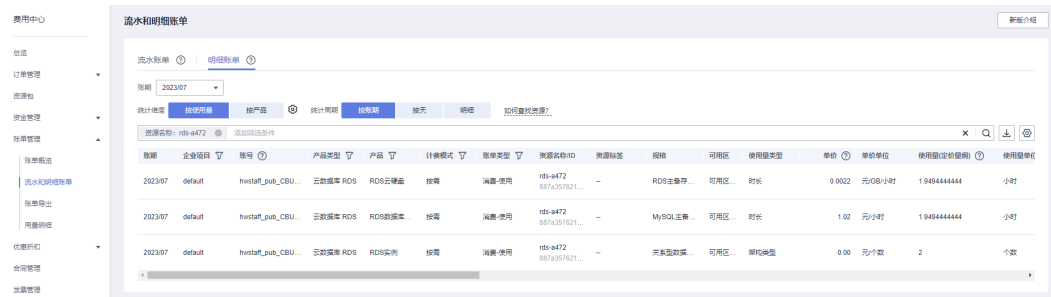 费用中心
总览
订单管理
资源包
资金管理
账单管理
账单概览
流水和明细账单
账单导出
用量明细
优惠折扣
合同管理
发票管理
流水和明细账单
新版介绍
流水账单
明细账单
账期 2023/07
统计维度 按使用量 按产品 统计周期 按账期 按天 明细 如何查找资源?
资源名称: rds-a472 添加筛选条件
账期 企业项目 账号 产品类型 产品 计费模式 账单类型 资源名称/ID 资源标签 规格 可用区 使用量类型 单价 单价单位 使用量(定价量纲) 使用量单位
2023/07 default hwstaff_pub_CBU... 云数据库 RDS RDS云硬盘 按需 消费-使用 rds-a472 887a357621... -- RDS主备存... 可用区... 时长 0.0022 元/GB/小时 1.9494444444 小时
2023/07 default hwstaff_pub_CBU... 云数据库 RDS RDS数据库... 按需 消费-使用 rds-a472 887a357621... -- MySQL主备... 可用区... 时长 1.02 元/小时 1.9494444444 小时
2023/07 default hwstaff_pub_CBU... 云数据库 RDS RDS实例 按需 消费-使用 rds-a472 887a357621... -- 关系型数据... 可用区... 架构类型 0.00 元/个数 2 个数